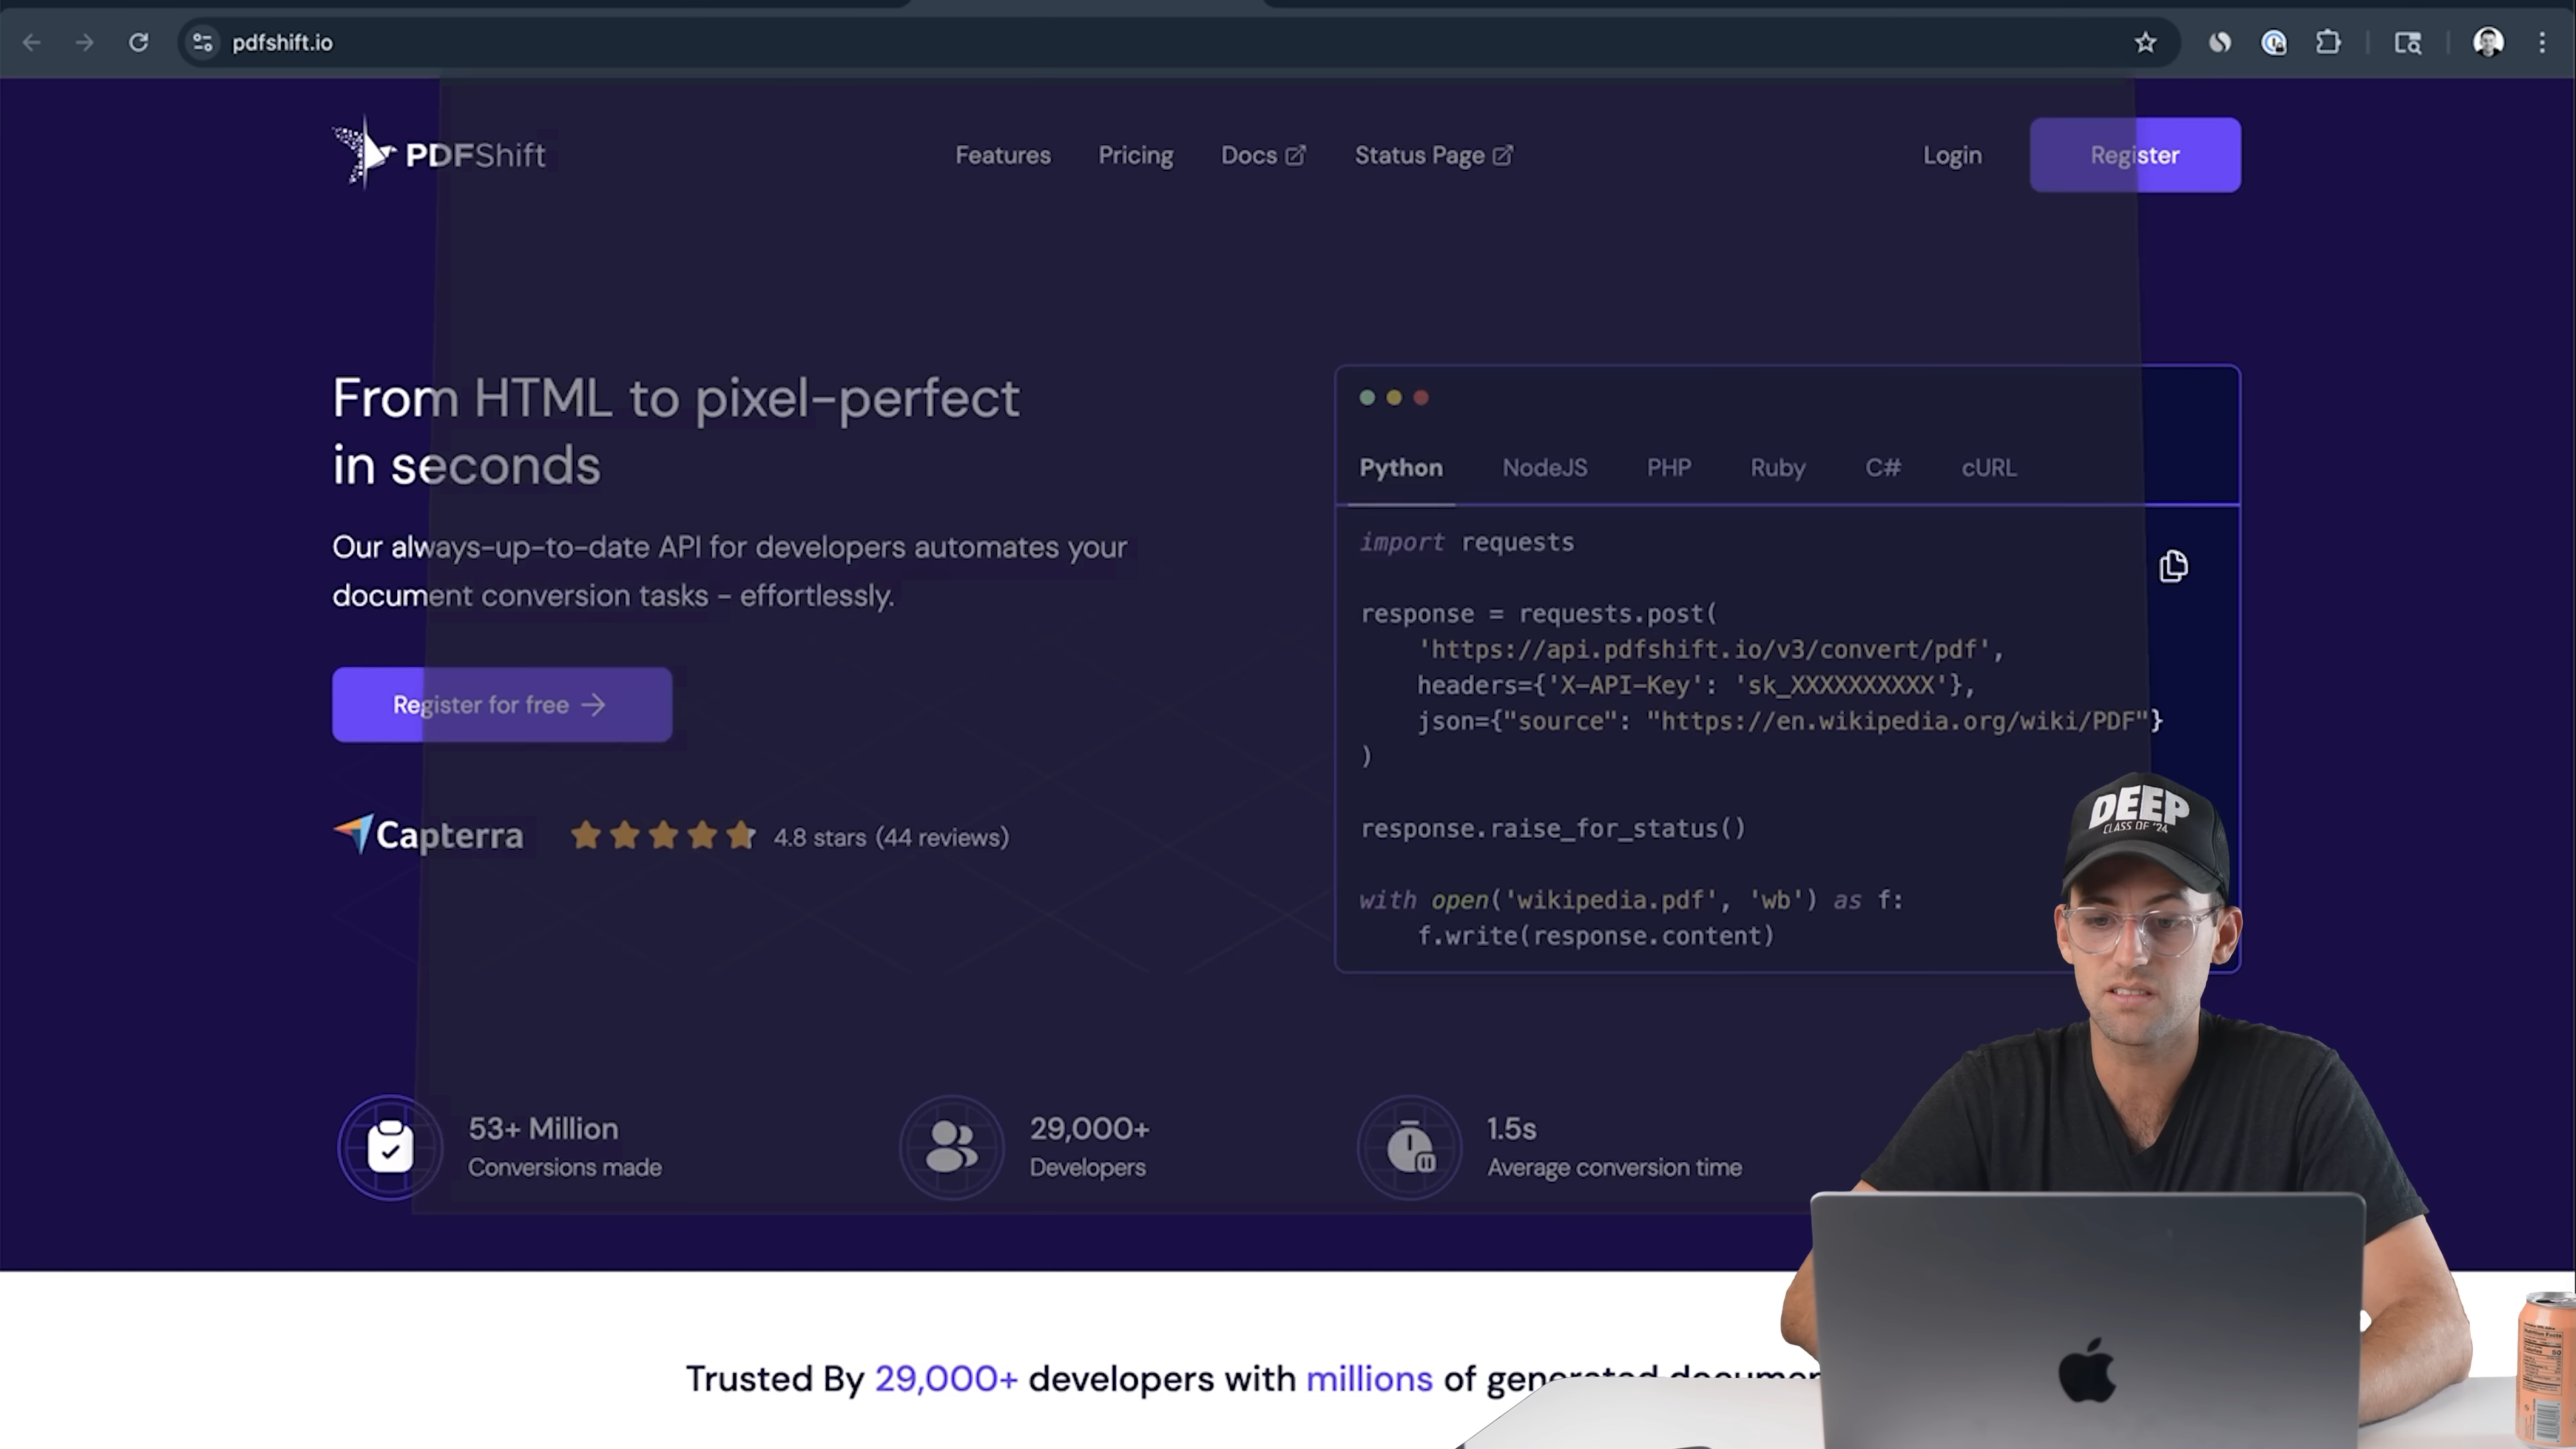 pdfshift.io
PDFShift
Features
Pricing
Docs
Status Page
Login
Register
From HTML to pixel-perfect
in seconds
Our always-up-to-date API for developers automates your
document conversion tasks - effortlessly.
Register for free →
Capterra
4.8 stars (44 reviews)
Python
NodeJS
PHP
Ruby
C#
cURL
import requests
response = requests.post(
'https://api.pdfshift.io/v3/convert/pdf',
headers={'X-API-Key': 'sk_XXXXXXXXXX'},
json={"source": "https://en.wikipedia.org/wiki/PDF"}
)
response.raise_for_status()
with open('wikipedia.pdf', 'wb') as f:
f.write(response.content)
DEEP
CLASS OF '24
53+ Million
Conversions made
29,000+
Developers
1.5s
Average conversion time
Trusted By 29,000+ developers with millions of generated